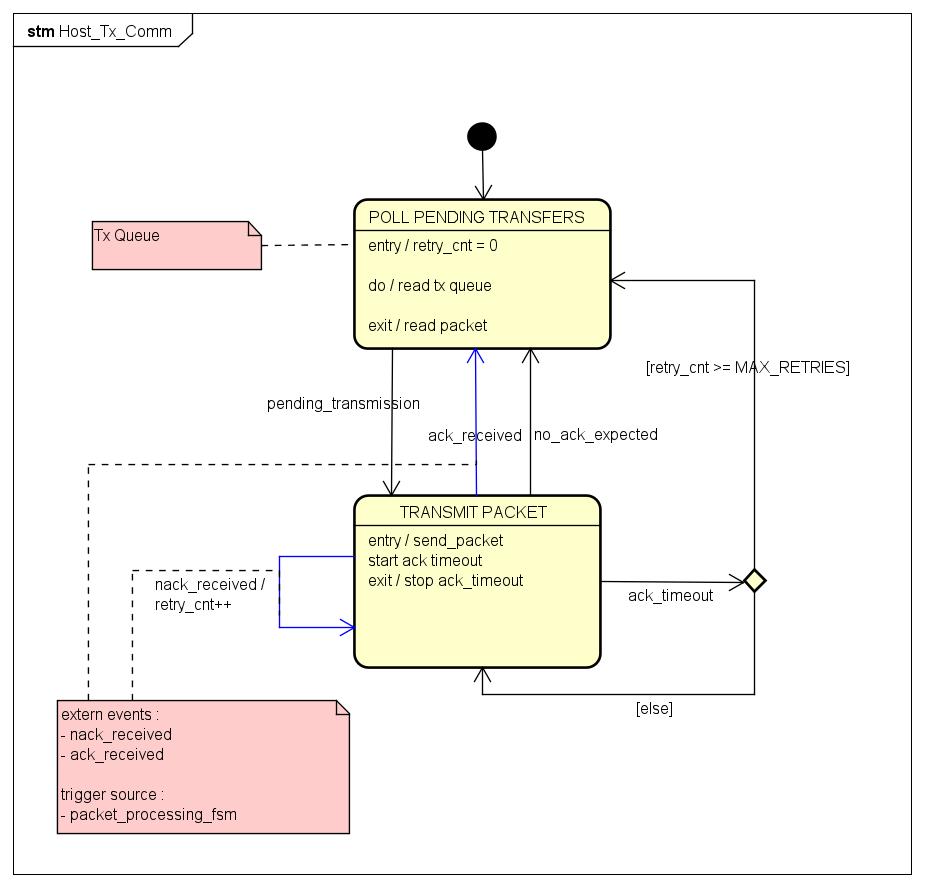 stm Host_Tx_Comm
POLL PENDING TRANSFERS
Tx Queue
entry / retry_cnt = 0
do / read tx queue
exit / read packet
[retry_cnt >= MAX_RETRIES]
pending_transmission
ack_received
no_ack_expected
TRANSMIT PACKET
entry / send_packet
start ack timeout
exit / stop ack_timeout
nack_received /
retry_cnt++
ack_timeout
[else]
extern events :
- nack_received
- ack_received
trigger source :
- packet_processing_fsm